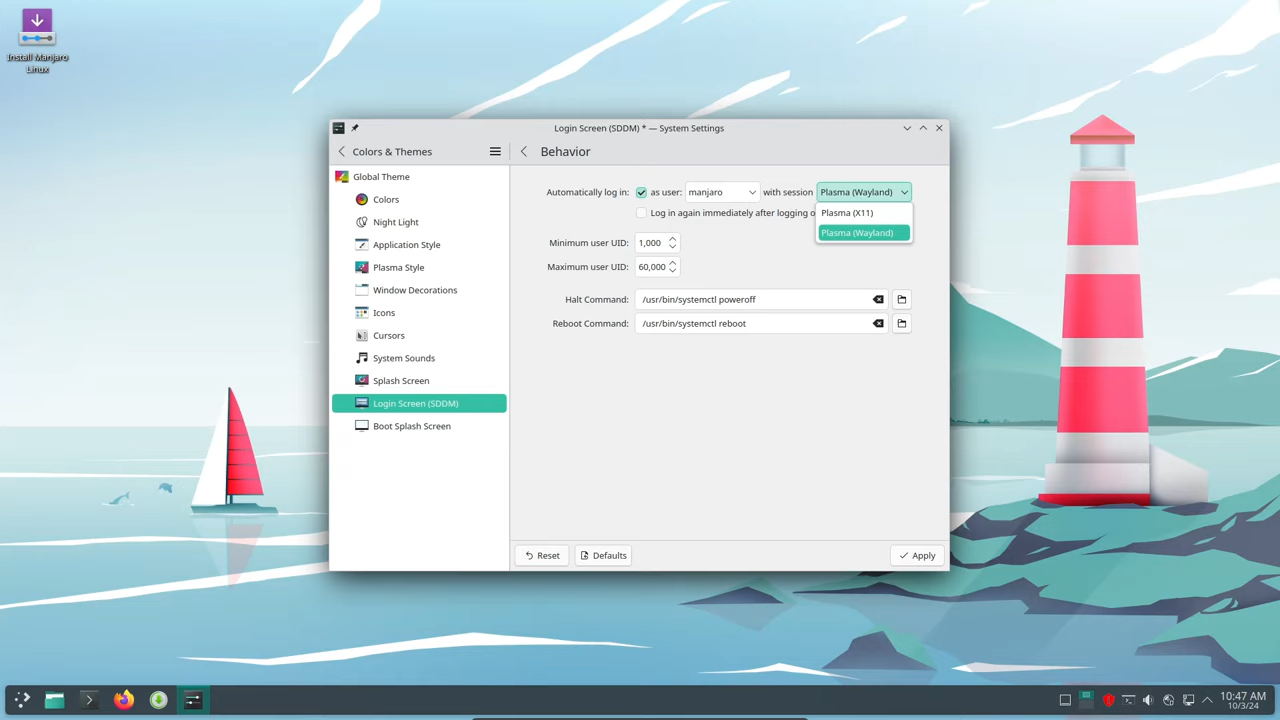 Install Manjaro
Linux
Login Screen (SDDM) * — System Settings
Colors & Themes
Behavior
Global Theme
Colors
Night Light
Application Style
Plasma Style
Window Decorations
Icons
Cursors
System Sounds
Splash Screen
Login Screen (SDDM)
Boot Splash Screen
Automatically log in: as user: manjaro with session Plasma (Wayland)
Log in again immediately after logging o
Plasma (X11)
Plasma (Wayland)
Minimum user UID: 1,000
Maximum user UID: 60,000
Halt Command: /usr/bin/systemctl poweroff
Reboot Command: /usr/bin/systemctl reboot
Reset
Defaults
Apply
10:47 AM
10/3/24